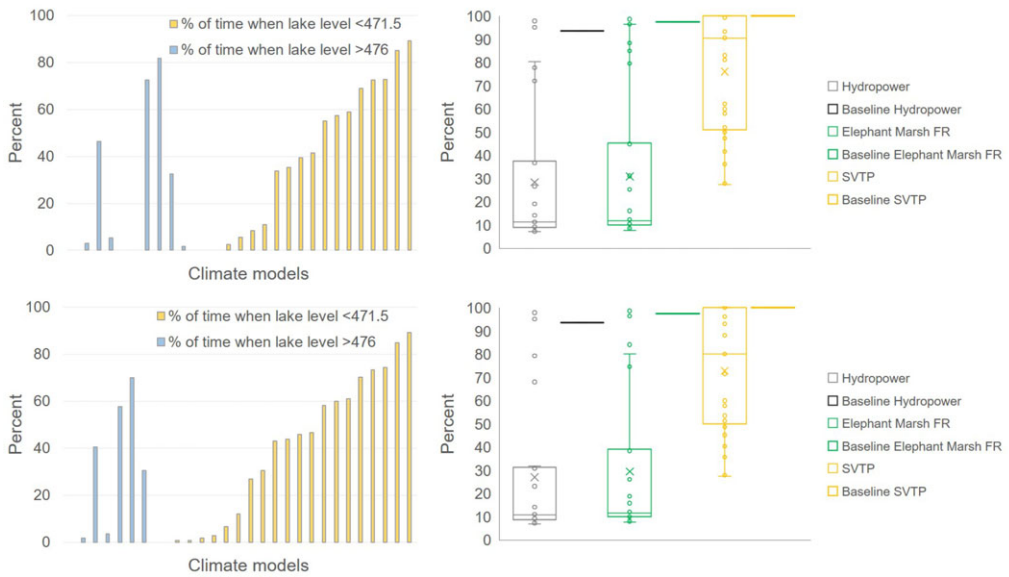 100
80
60
40
20
0
Percent
% of time when lake level <471.5
% of time when lake level >476
Climate models
100
90
80
70
60
50
40
30
20
10
0
Percent
Hydropower
Baseline Hydropower
Elephant Marsh FR
Baseline Elephant Marsh FR
SVTP
Baseline SVTP
100
80
60
40
20
0
Percent
% of time when lake level <471.5
% of time when lake level >476
Climate models
100
90
80
70
60
50
40
30
20
10
0
Percent
Hydropower
Baseline Hydropower
Elephant Marsh FR
Baseline Elephant Marsh FR
SVTP
Baseline SVTP